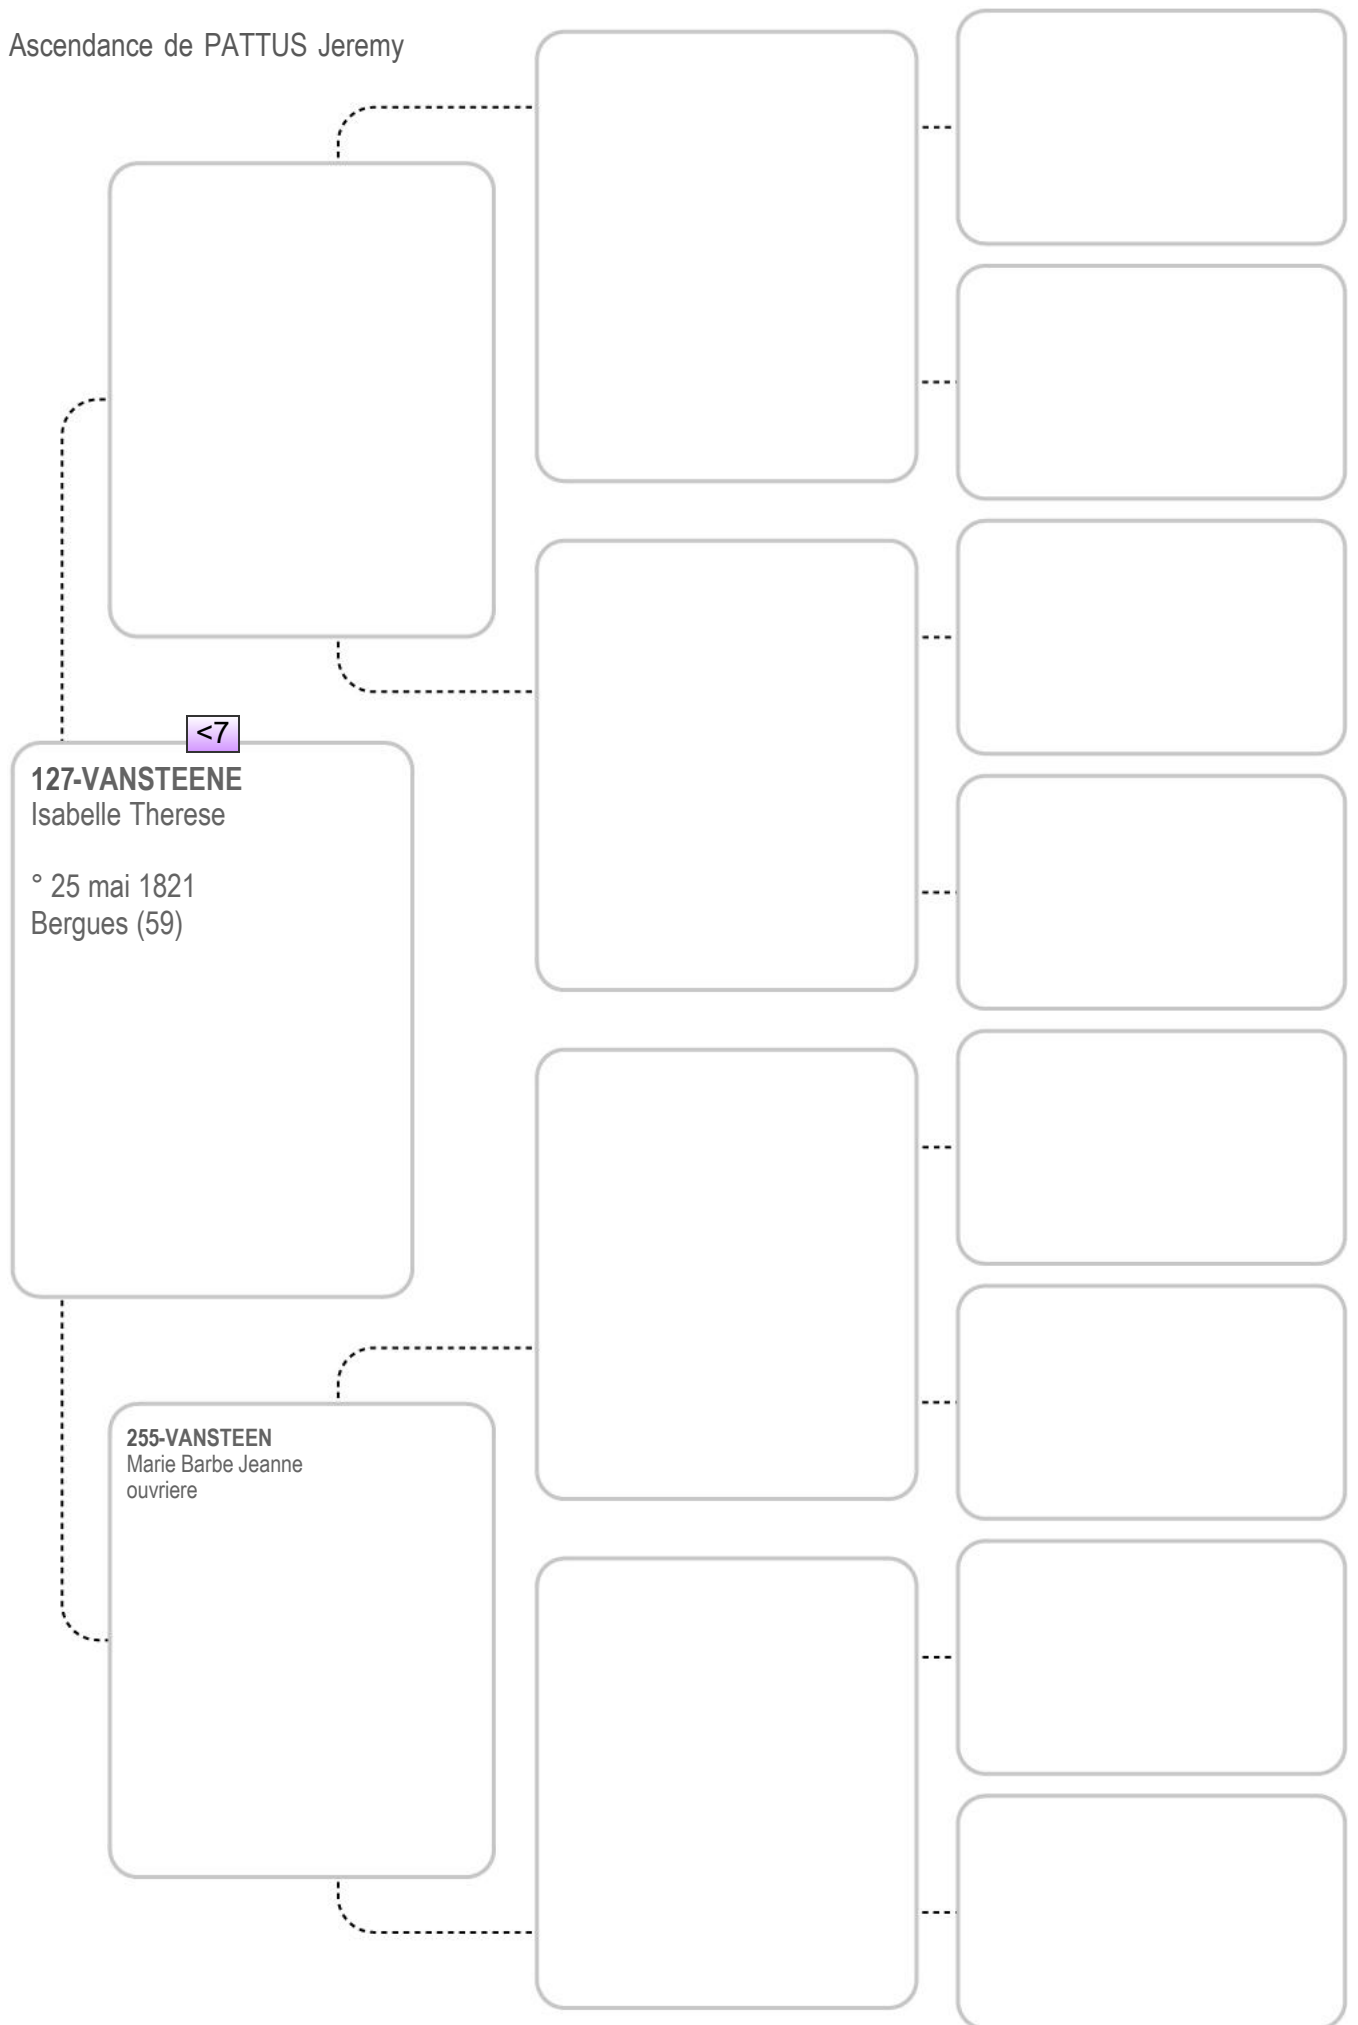 Ascendance de PATTUS Jeremy
<7
127-VANSTEENE
Isabelle Therese
° 25 mai 1821
Bergues (59)
255-VANSTEEN
Marie Barbe Jeanne
ouvriere